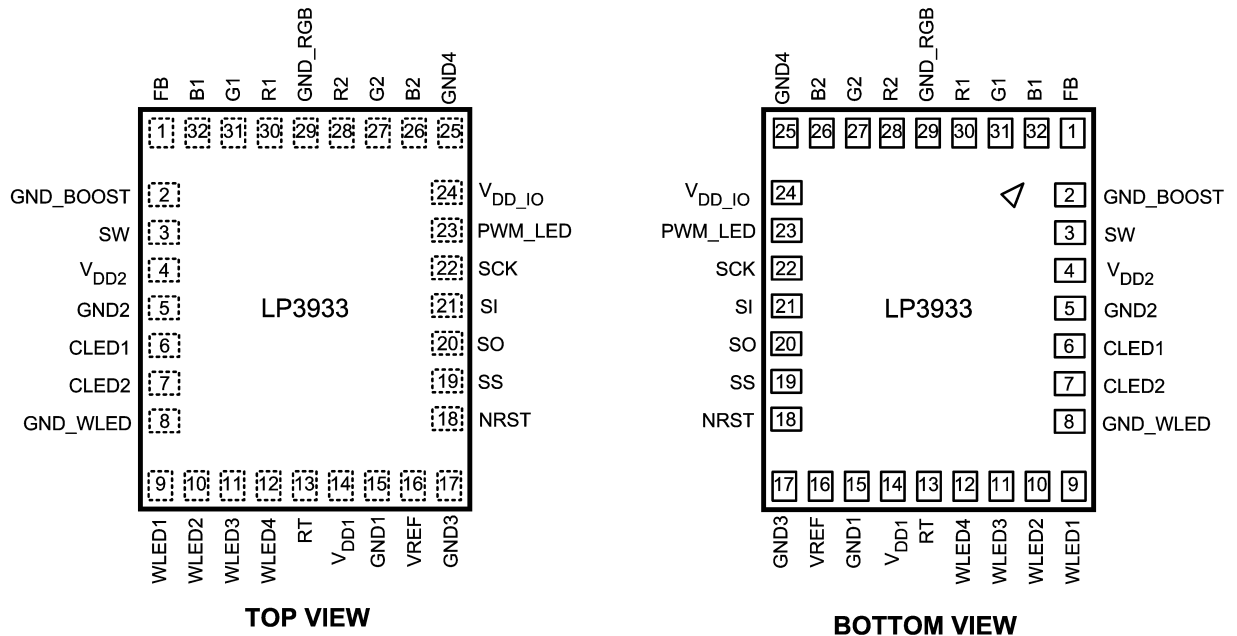 FB B1 G1 R1 GND_RGB R2 G2 B2 GND4
1 32 31 30 29 28 27 26 25
GND_BOOST 2 24 VDD_IO
SW 3 23 PWM_LED
VDD2 4 22 SCK
GND2 5 LP3933 21 SI
CLED1 6 20 SO
CLED2 7 19 SS
GND_WLED 8 18 NRST
9 10 11 12 13 14 15 16 17
WLED1 WLED2 WLED3 WLED4 RT VDD1 GND1 VREF GND3
TOP VIEW
GND4 B2 G2 R2 GND_RGB R1 G1 B1 FB
25 26 27 28 29 30 31 32 1
VDD_IO 24 2 GND_BOOST
PWM_LED 23 3 SW
SCK 22 4 VDD2
SI 21 LP3933 5 GND2
SO 20 6 CLED1
SS 19 7 CLED2
NRST 18 8 GND_WLED
17 16 15 14 13 12 11 10 9
GND3 VREF GND1 VDD1 RT WLED4 WLED3 WLED2 WLED1
BOTTOM VIEW